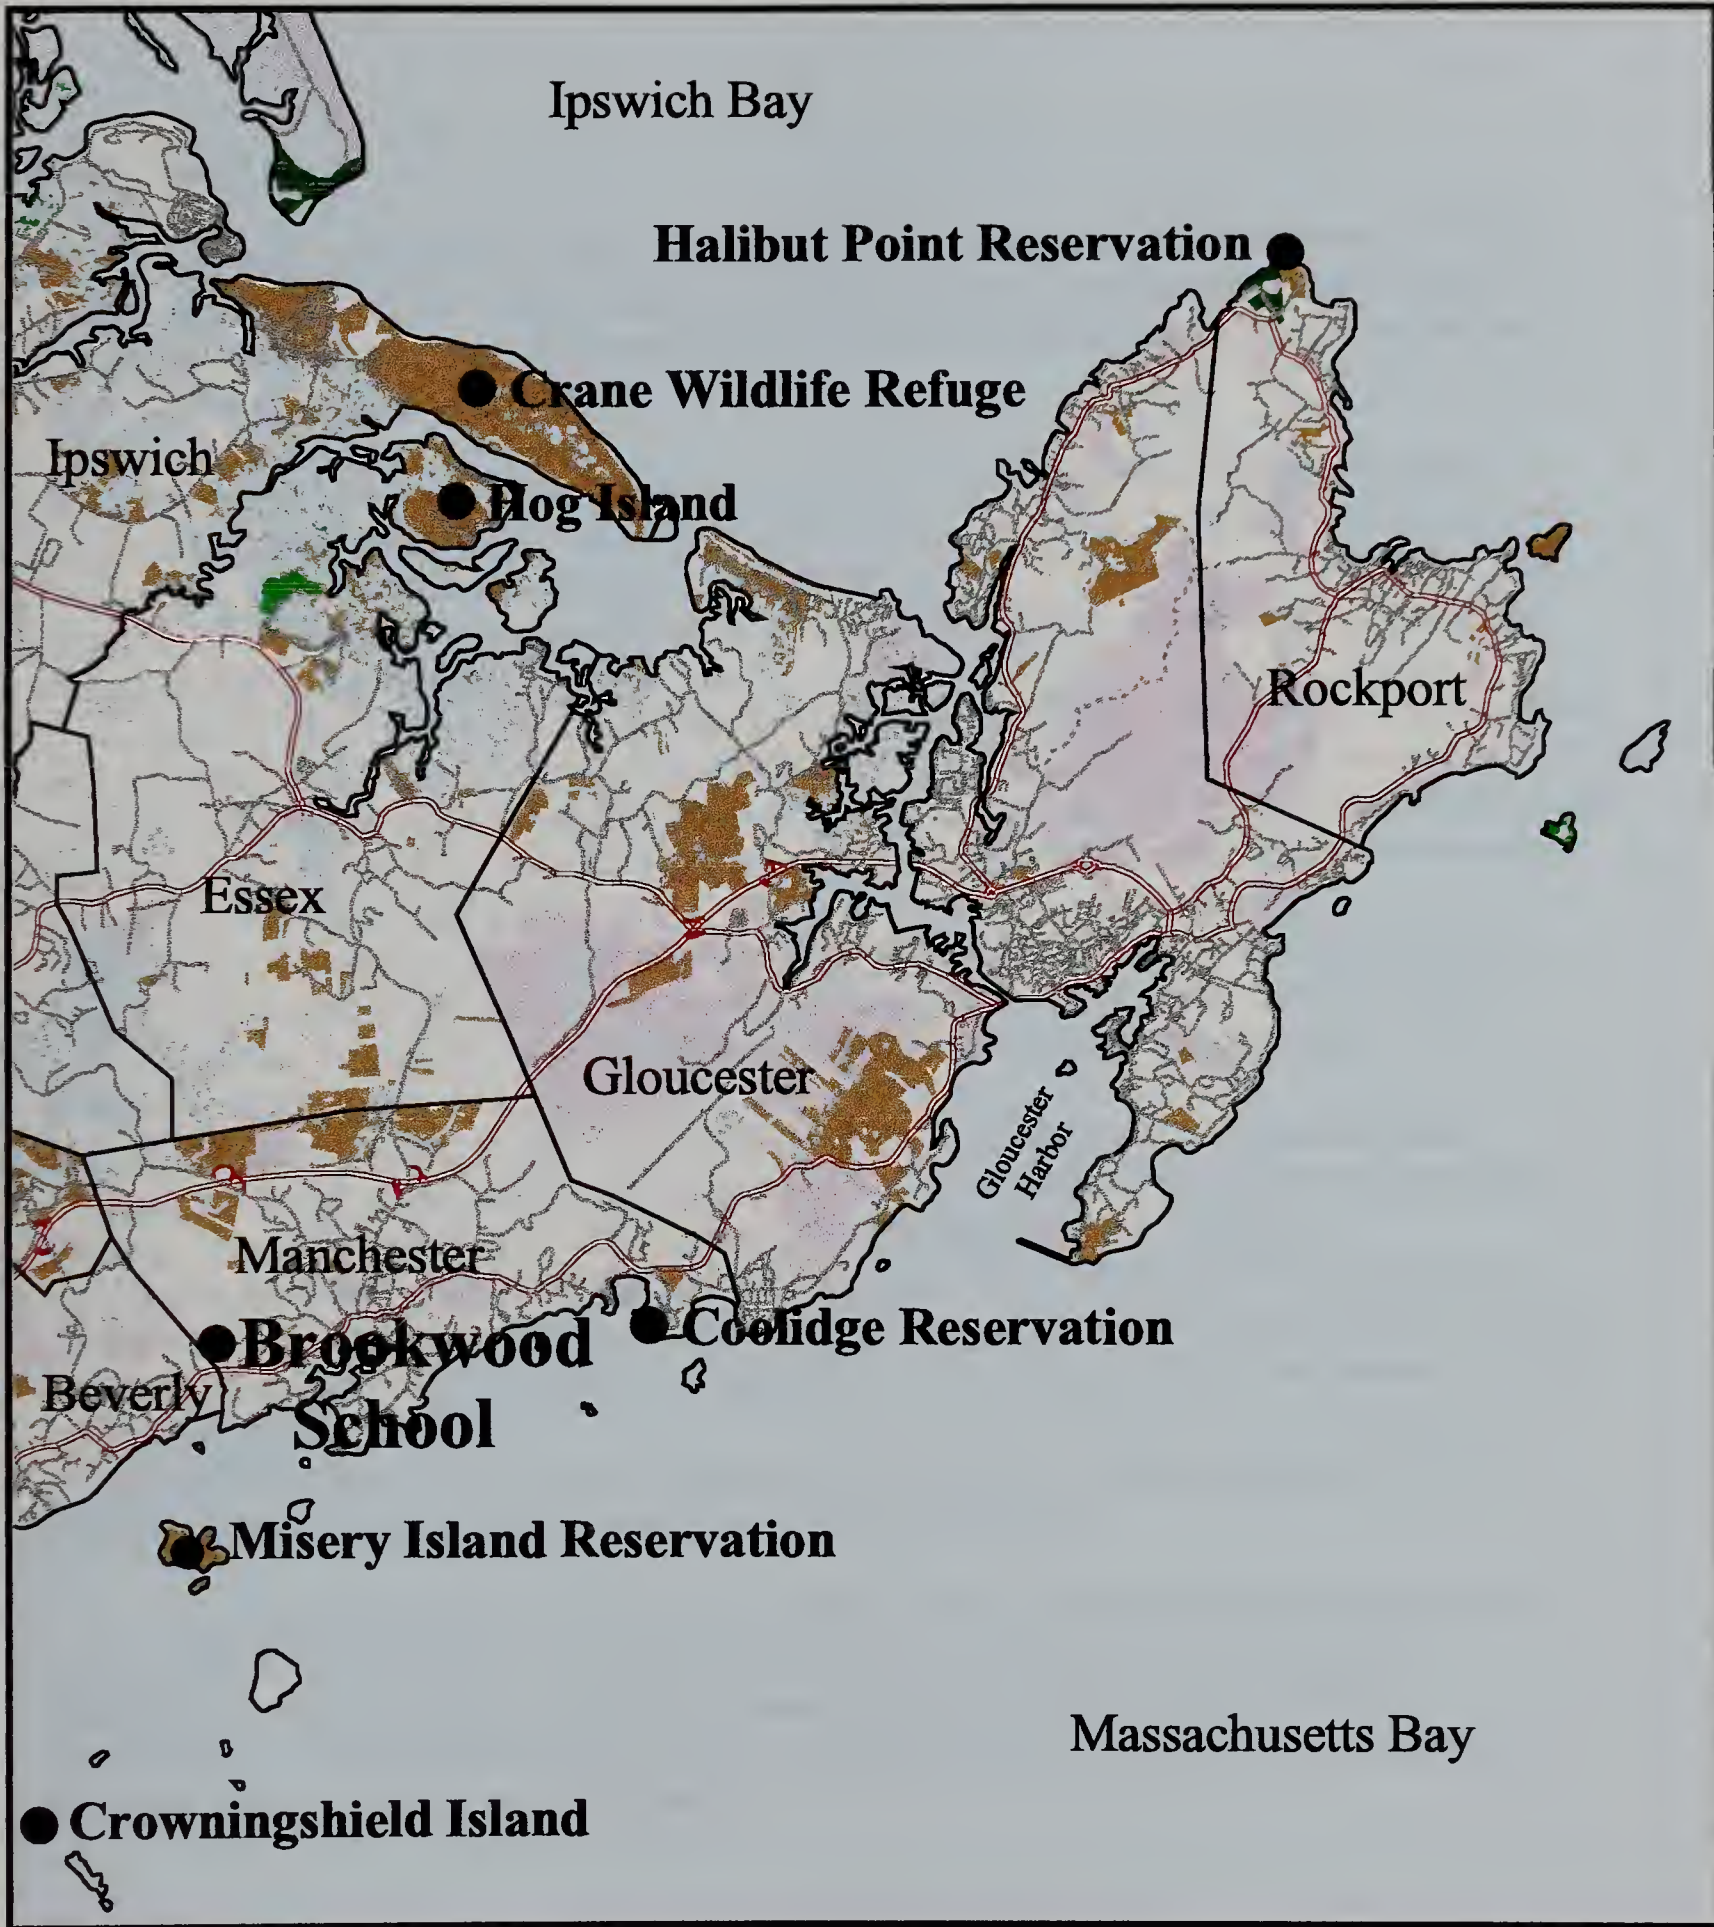 Ipswich Bay
Halibut Point Reservation
Crane Wildlife Refuge
Ipswich
Hog Island
Rockport
Essex
Gloucester
Gloucester
Harbor
Manchester
Coolidge Reservation
Brookwood
School
Beverly
Misery Island Reservation
Massachusetts Bay
Crowningshield Island